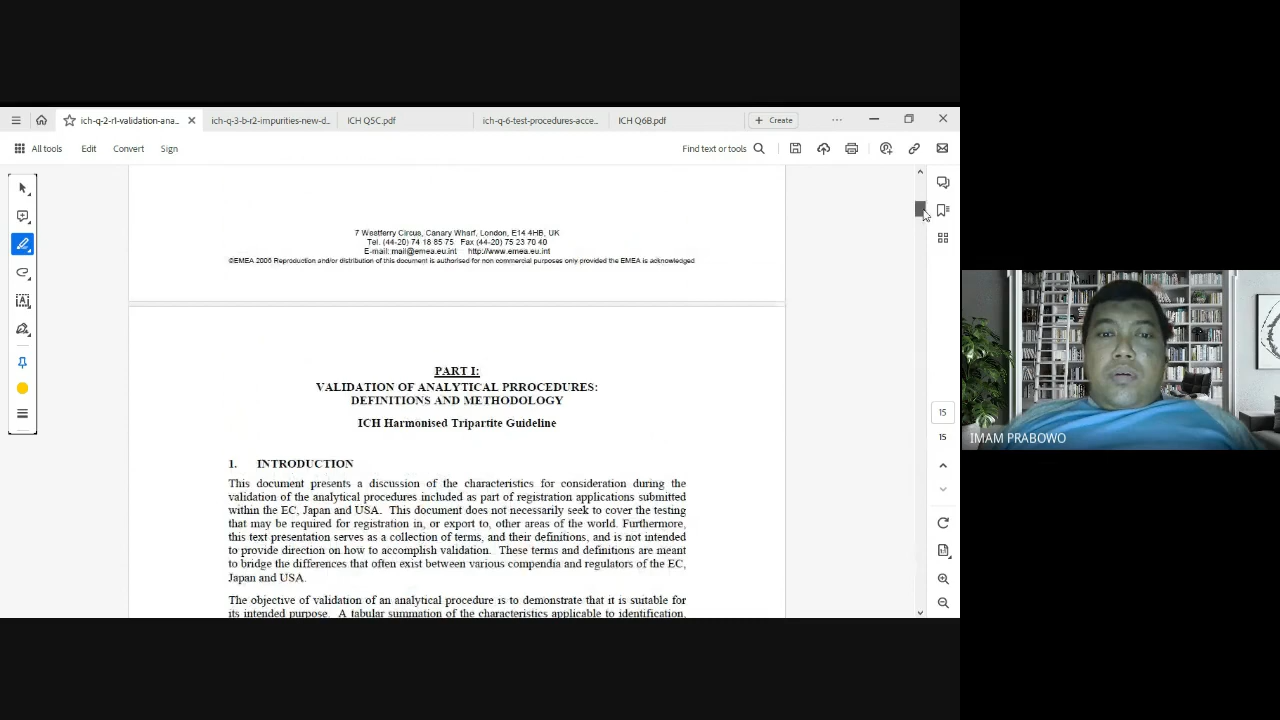 ich-q-2-r1-validation-ana...
ich-q-3-b-r2-impurities-new-d...
ICH Q5C.pdf
ich-q-6-test-procedures-acce...
ICH Q6B.pdf
Create
All tools
Edit
Convert
Sign
Find text or tools
7 Westferry Circus, Canary Wharf, London, E14 4HB, UK
Tel. (44-20) 74 18 85 75 Fax (44-20) 75 23 70 40
E-mail: mail@emea.eu.int http://www.emea.eu.int
©EMEA 2006 Reproduction and/or distribution of this document is authorised for non commercial purposes only provided the EMEA is acknowledged
PART I:
VALIDATION OF ANALYTICAL PRROCEDURES:
DEFINITIONS AND METHODOLOGY
ICH Harmonised Tripartite Guideline
1. INTRODUCTION
This document presents a discussion of the characteristics for consideration during the
validation of the analytical procedures included as part of registration applications submitted
within the EC, Japan and USA. This document does not necessarily seek to cover the testing
that may be required for registration in, or export to, other areas of the world. Furthermore,
this text presentation serves as a collection of terms, and their definitions, and is not intended
to provide direction on how to accomplish validation. These terms and definitions are meant
to bridge the differences that often exist between various compendia and regulators of the EC,
Japan and USA.
The objective of validation of an analytical procedure is to demonstrate that it is suitable for
its intended purpose. A tabular summation of the characteristics applicable to identification,
15
15
IMAM PRABOWO